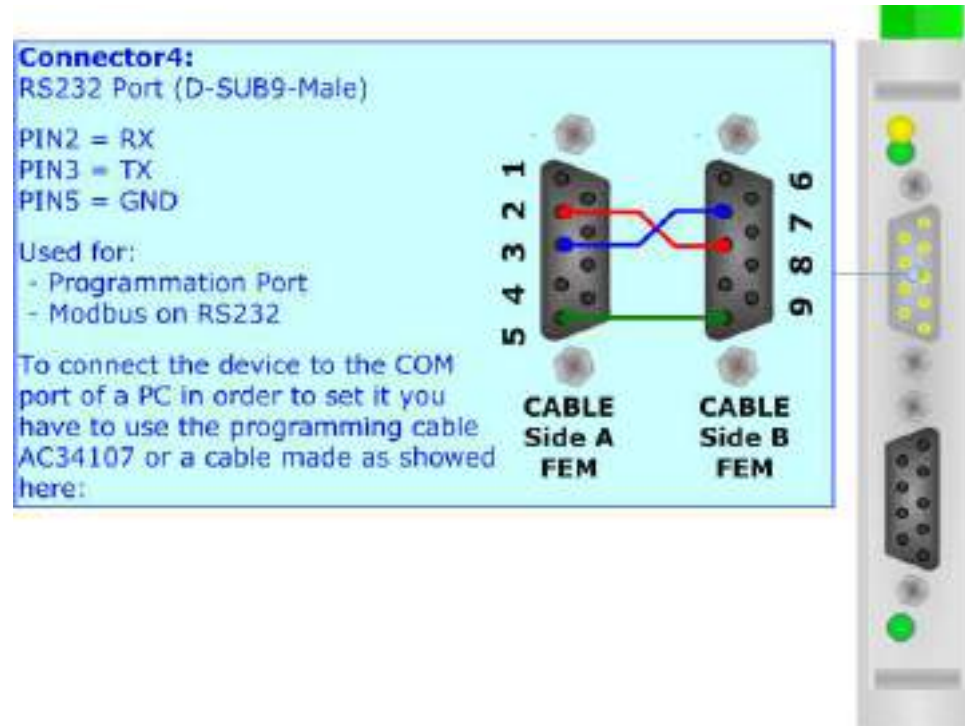 Connector4:
RS232 Port (D-SUB9-Male)
PIN2 = RX
PIN3 = TX
PIN5 = GND
Used for:
- Programmation Port
- Modbus on RS232
To connect the device to the COM
port of a PC in order to set it you
have to use the programming cable
AC34107 or a cable made as showed
here:
1
2
3
4
5
6
7
8
9
CABLE
Side A
FEM
CABLE
Side B
FEM